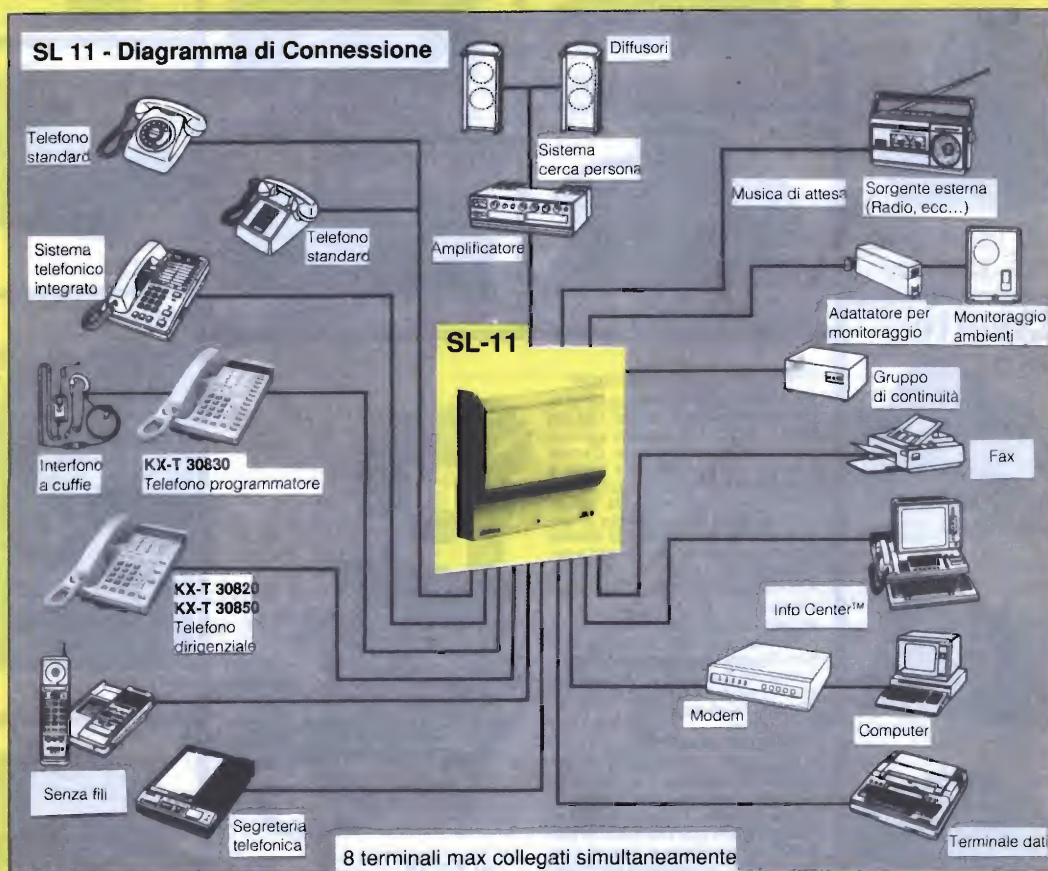 SL 11 - Diagramma di Connessione
Diffusori
Telefono
standard
Sistema
cerca persona
Musica di attesa
Sorgente esterna
(Radio, ecc...)
Telefono
standard
Amplificatore
Sistema
telefonico
integrato
Adattatore per
monitoraggio
Monitoraggio
ambienti
SL-11
Gruppo
di continuità
Interfono
a cuffie
KX-T 30830
Telefono programmatore
Fax
KX-T 30820
KX-T 30850
Telefono
dirigenziale
Info Center™
Modem
Computer
Senza fili
Segreteria
telefonica
Terminale dati
8 terminali max collegati simultaneamente